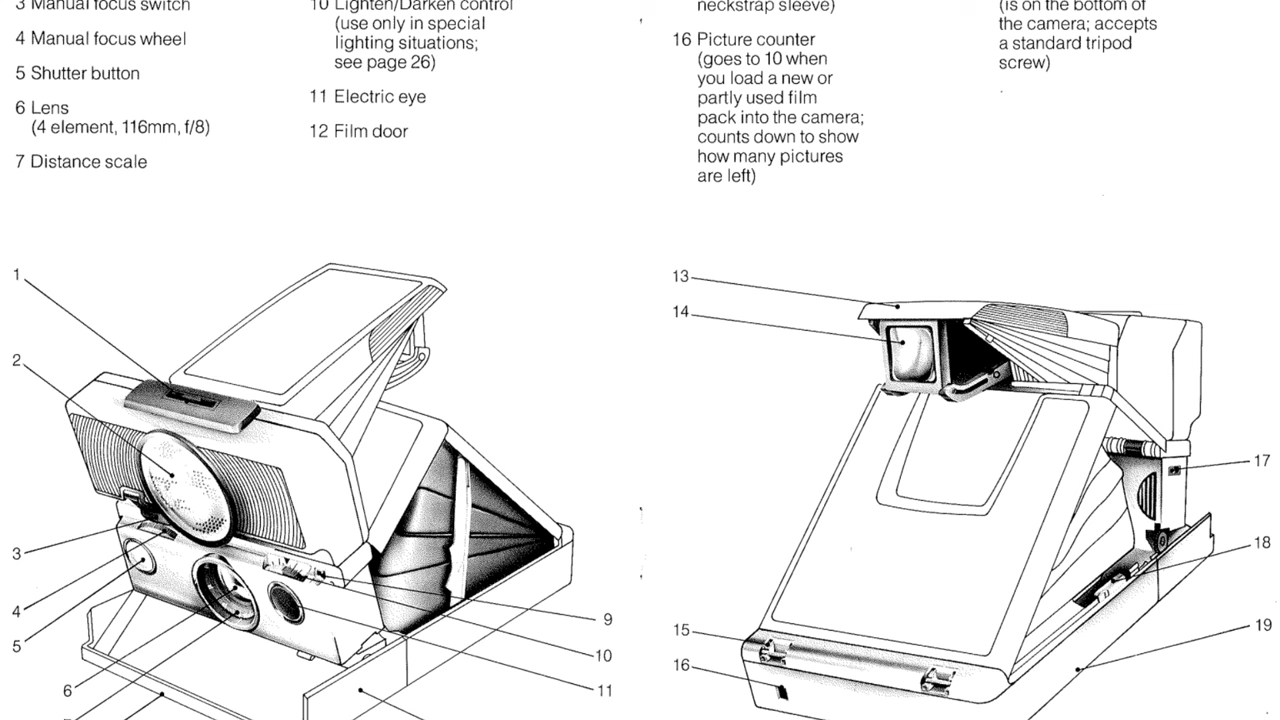 3 Manual focus switch
4 Manual focus wheel
5 Shutter button
6 Lens
(4 element, 116mm, f/8)
7 Distance scale
10 Lighten/Darken control
(use only in special
lighting situations;
see page 26)
11 Electric eye
12 Film door
neckstrap sleeve)
16 Picture counter
(goes to 10 when
you load a new or
partly used film
pack into the camera;
counts down to show
how many pictures
are left)
(is on the bottom of
the camera; accepts
a standard tripod
screw)
1
2
3
4
5
6
9
10
11
13
14
15
16
17
18
19